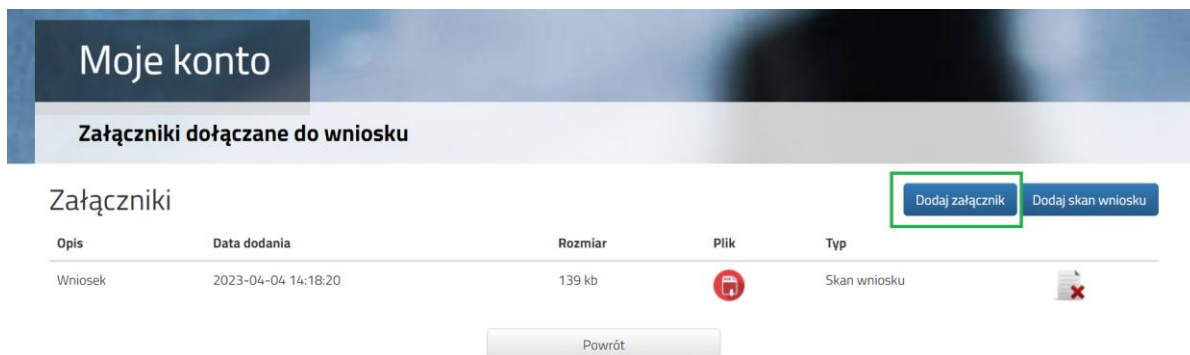 Moje konto
Załączniki dołączane do wniosku
Załączniki
Dodaj załącznik Dodaj skan wniosku
Opis Data dodania Rozmiar Plik Typ
Wniosek 2023-04-04 14:18:20 139 kb Skan wniosku
Powrót